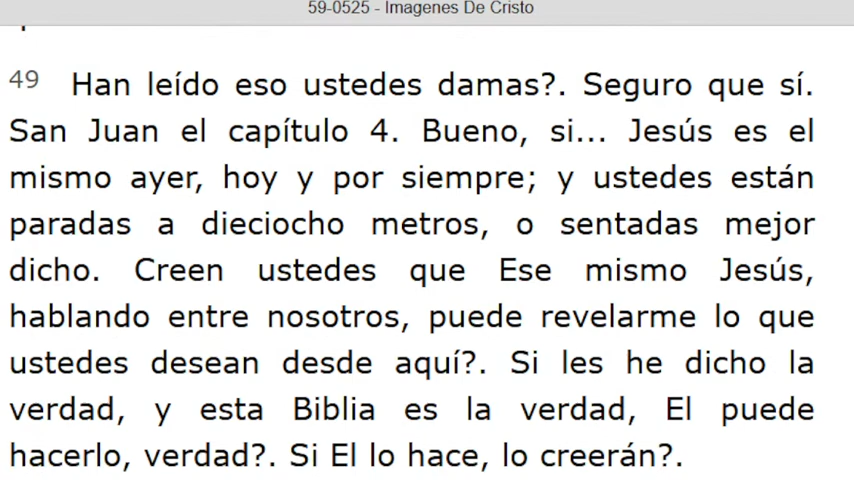 59-0525 - Imagenes De Cristo
49 Han leído eso ustedes damas?. Seguro que sí.
San Juan el capítulo 4. Bueno, si... Jesús es el
mismo ayer, hoy y por siempre; y ustedes están
paradas a dieciocho metros, o sentadas mejor
dicho. Creen ustedes que Ese mismo Jesús,
hablando entre nosotros, puede revelarme lo que
ustedes desean desde aquí?. Si les he dicho la
verdad, y esta Biblia es la verdad, El puede
hacerlo, verdad?. Si El lo hace, lo creerán?.